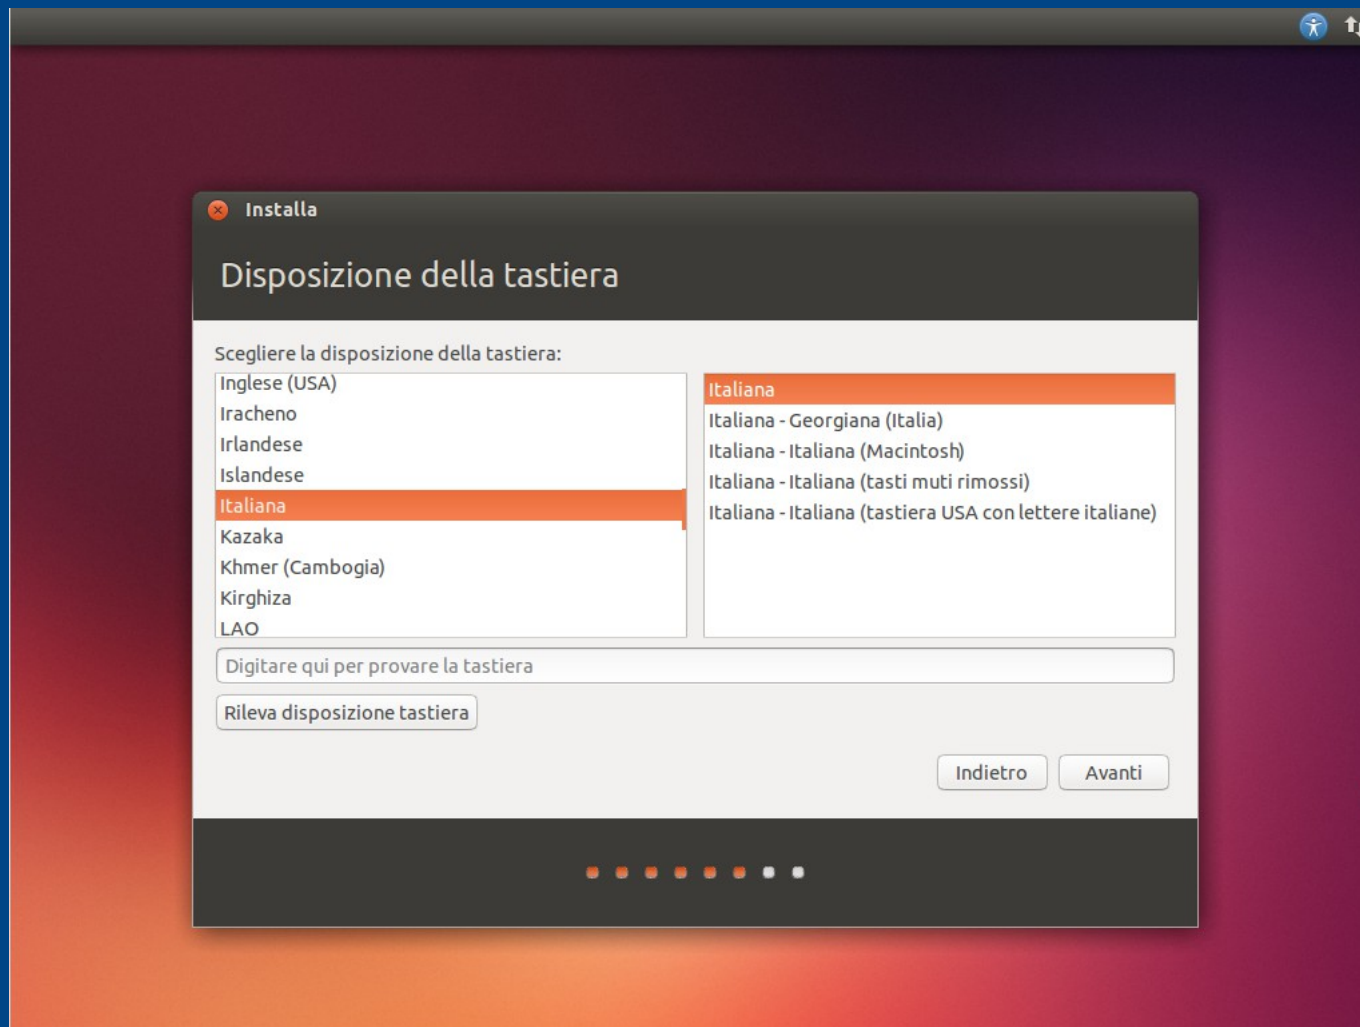 Installa
Disposizione della tastiera
Scegliere la disposizione della tastiera:
Inglese (USA)
Iracheno
Irlandese
Islandese
Italiana
Kazaka
Khmer (Cambogia)
Kirghiza
LAO
Italiana
Italiana - Georgiana (Italia)
Italiana - Italiana (Macintosh)
Italiana - Italiana (tasti muti rimossi)
Italiana - Italiana (tastiera USA con lettere italiane)
Digitare qui per provare la tastiera
Rileva disposizione tastiera
Indietro
Avanti